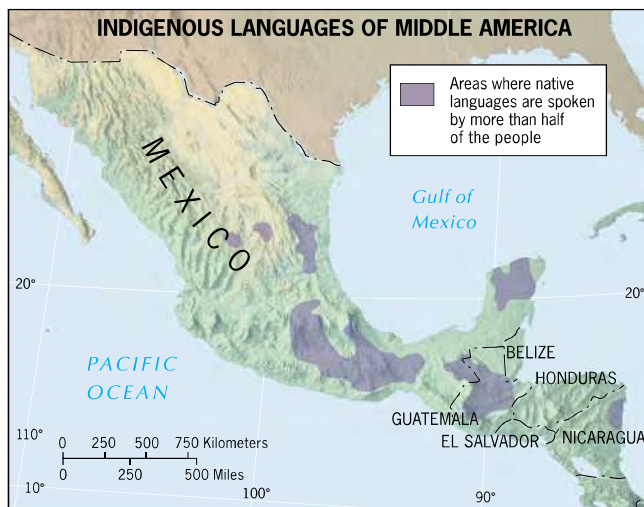 INDIGENOUS LANGUAGES OF MIDDLE AMERICA
Areas where native
languages are spoken
by more than half
of the people
MEXICO
Gulf of
Mexico
20°
20°
PACIFIC
OCEAN
BELIZE
HONDURAS
GUATEMALA
EL SALVADOR
NICARAGUA
110°
0 250 500 750 Kilometers
0 250 500 Miles
10°
100°
90°